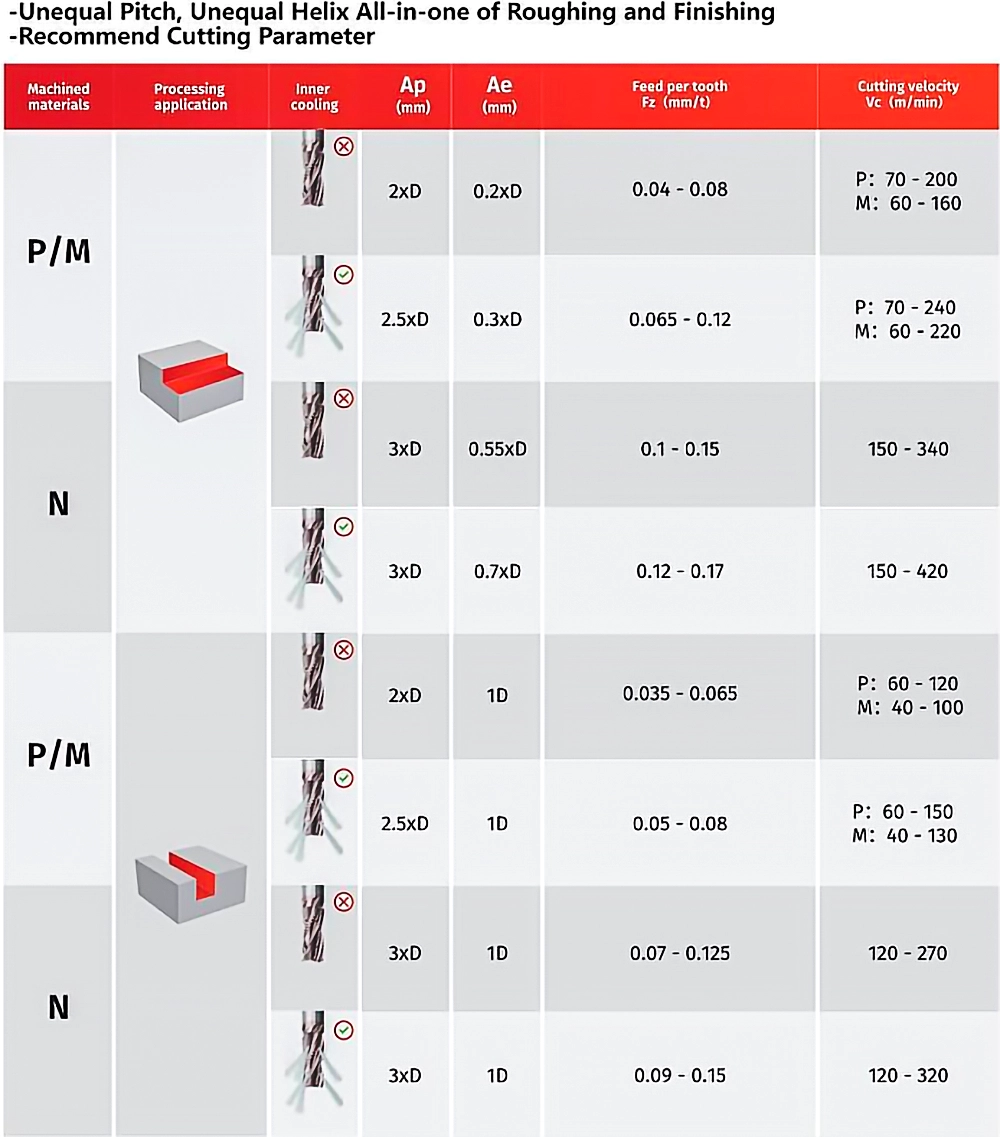 -Unequal Pitch, Unequal Helix All-in-one of Roughing and Finishing
-Recommend Cutting Parameter
Machined materials
Processing application
Inner cooling
Ap (mm)
Ae (mm)
Feed per tooth Fz (mm/t)
Cutting velocity Vc (m/min)
P/M
2xD
0.2xD
0.04 - 0.08
P: 70 - 200
M: 60 - 160
2.5xD
0.3xD
0.065 - 0.12
P: 70 - 240
M: 60 - 220
N
3xD
0.55xD
0.1 - 0.15
150 - 340
3xD
0.7xD
0.12 - 0.17
150 - 420
P/M
2xD
1D
0.035 - 0.065
P: 60 - 120
M: 40 - 100
2.5xD
1D
0.05 - 0.08
P: 60 - 150
M: 40 - 130
N
3xD
1D
0.07 - 0.125
120 - 270
3xD
1D
0.09 - 0.15
120 - 320